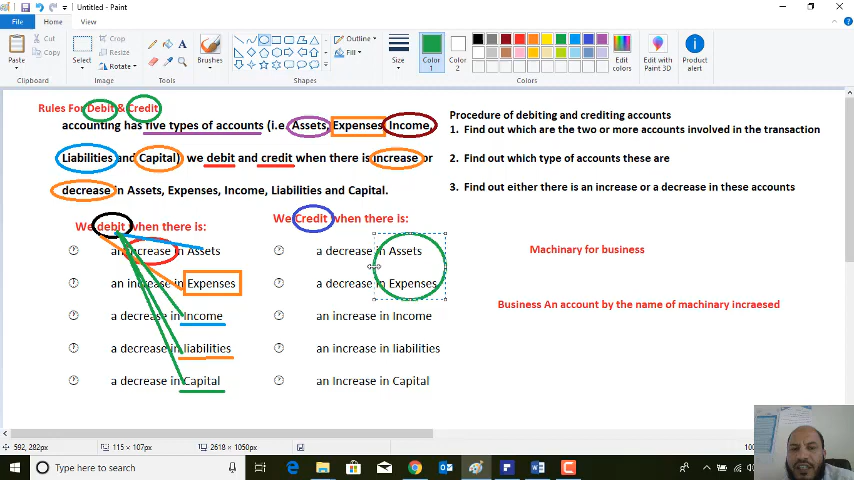 Untitled - Paint
File
Home
View
Paste
Cut
Copy
Select
Crop
Resize
Rotate
Brushes
Outline
Fill
Size
Color
1
Color
2
Edit
colors
Edit with
Paint 3D
Product
alert
Clipboard
Image
Tools
Shapes
Colors
Rules For Debit & Credit
accounting has five types of accounts (i.e. Assets, Expenses, Income,
Liabilities and Capital) we debit and credit when there is increase or
decrease in Assets, Expenses, Income, Liabilities and Capital.
We debit when there is:
an increase in Assets
an increase in Expenses
a decrease in Income
a decrease in liabilities
a decrease in Capital
We Credit when there is:
a decrease in Assets
a decrease in Expenses
an increase in Income
an increase in liabilities
an Increase in Capital
Procedure of debiting and crediting accounts
1. Find out which are the two or more accounts involved in the transaction
2. Find out which type of accounts these are
3. Find out either there is an increase or a decrease in these accounts
Machinary for business
Business An account by the name of machinary incraesed
592, 282px
115 × 107px
2618 × 1050px
Type here to search